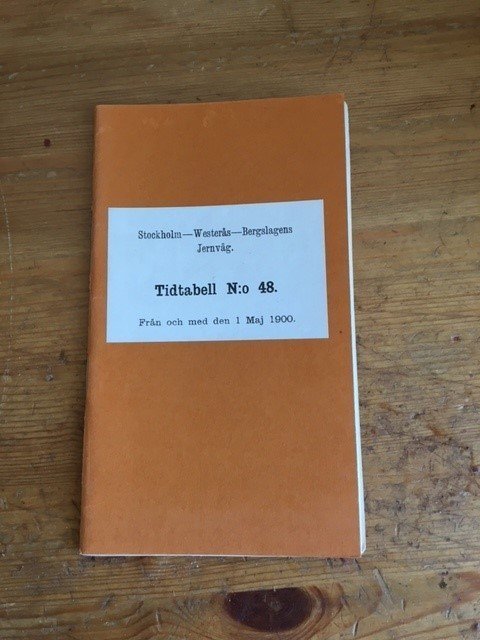 Stockholm—Westerås—Bergslagens
Jernväg.
Tidtabell N:o 48.
Från och med den 1 Maj 1900.